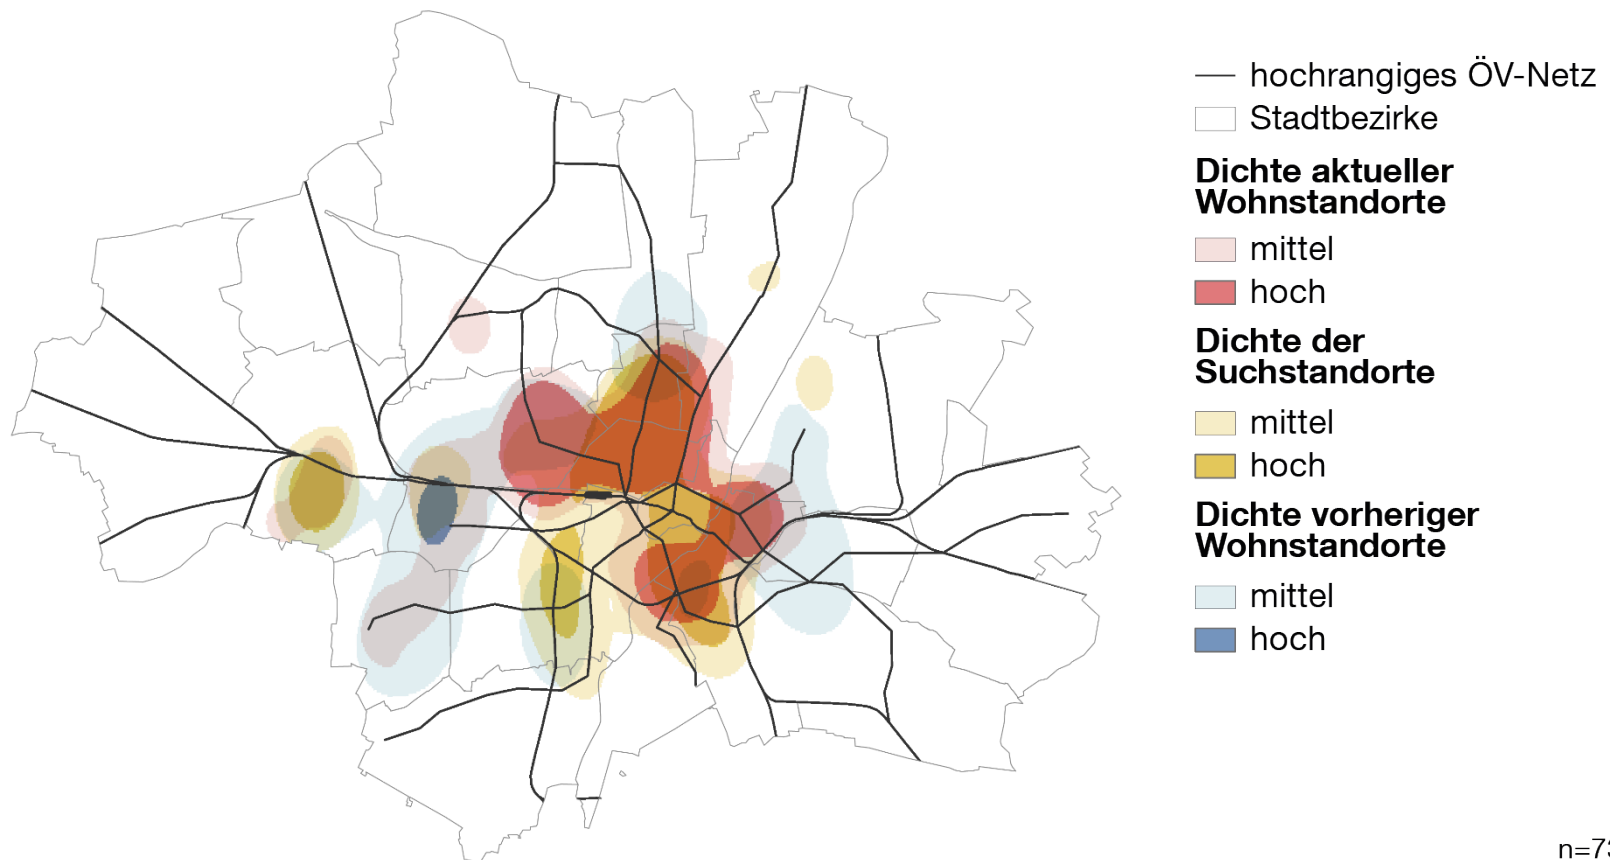 hochrangiges ÖV-Netz
Stadtbezirke
Dichte aktueller
Wohnstandorte
mittel
hoch
Dichte der
Suchstandorte
mittel
hoch
Dichte vorheriger
Wohnstandorte
mittel
hoch